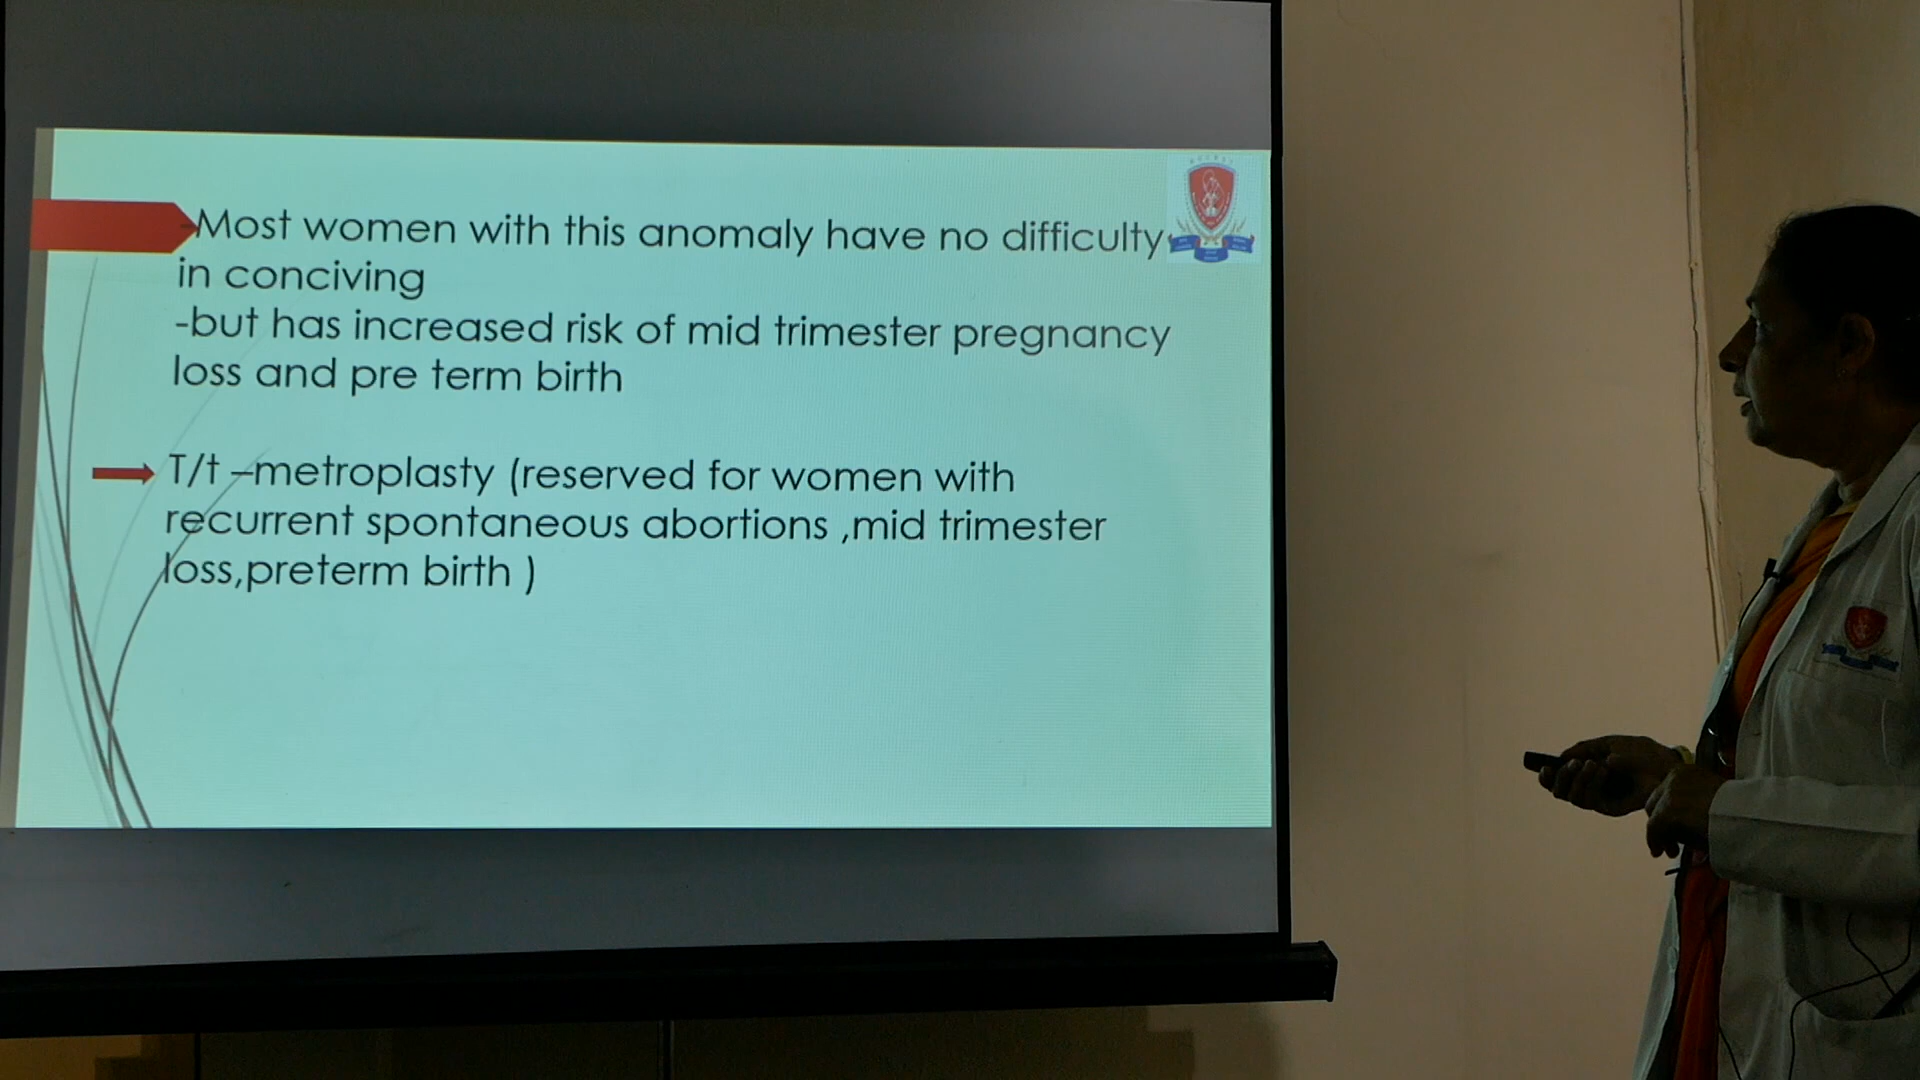 -Most women with this anomaly have no difficulty
in conciving
-but has increased risk of mid trimester pregnancy
loss and pre term birth
T/t –metroplasty (reserved for women with
recurrent spontaneous abortions ,mid trimester
loss,preterm birth )